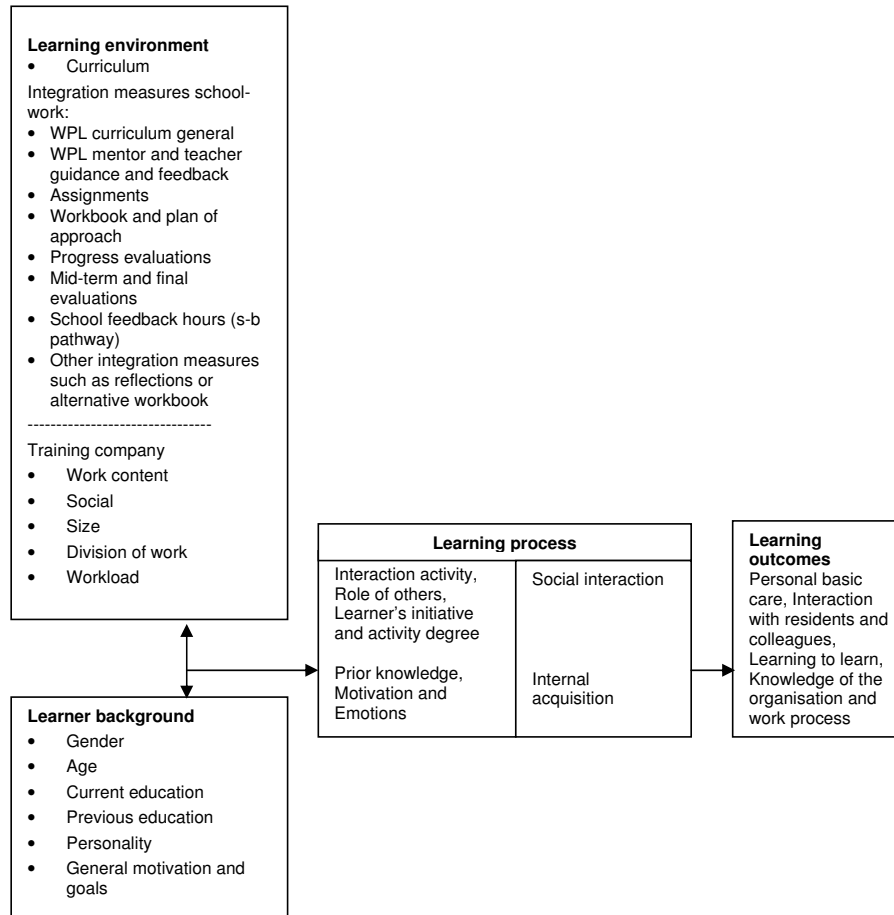 Learning environment
• Curriculum
Integration measures school-
work:
• WPL curriculum general
• WPL mentor and teacher
guidance and feedback
• Assignments
• Workbook and plan of
approach
• Progress evaluations
• Mid-term and final
evaluations
• School feedback hours (s-b
pathway)
• Other integration measures
such as reflections or
alternative workbook
--------------------------------
Training company
• Work content
• Social
• Size
• Division of work
• Workload
Learning process
Interaction activity,
Role of others,
Learner's initiative
and activity degree
Social interaction
Prior knowledge,
Motivation and
Emotions
Internal
acquisition
Learning
outcomes
Personal basic
care, Interaction
with residents and
colleagues,
Learning to learn,
Knowledge of the
organisation and
work process
Learner background
• Gender
• Age
• Current education
• Previous education
• Personality
• General motivation and
goals